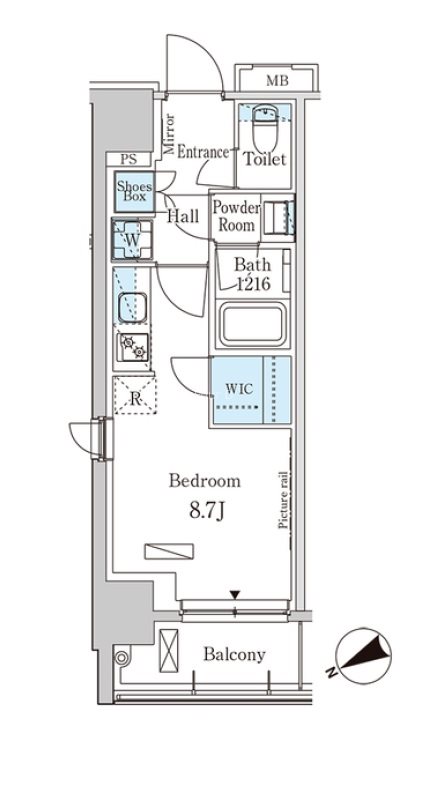 MB
Mirror
Entrance
Toilet
PS
Shoes
Box
Hall
Powder
Room
W
Bath
1216
WIC
R
Bedroom
8.7J
Picture rail
Balcony
N